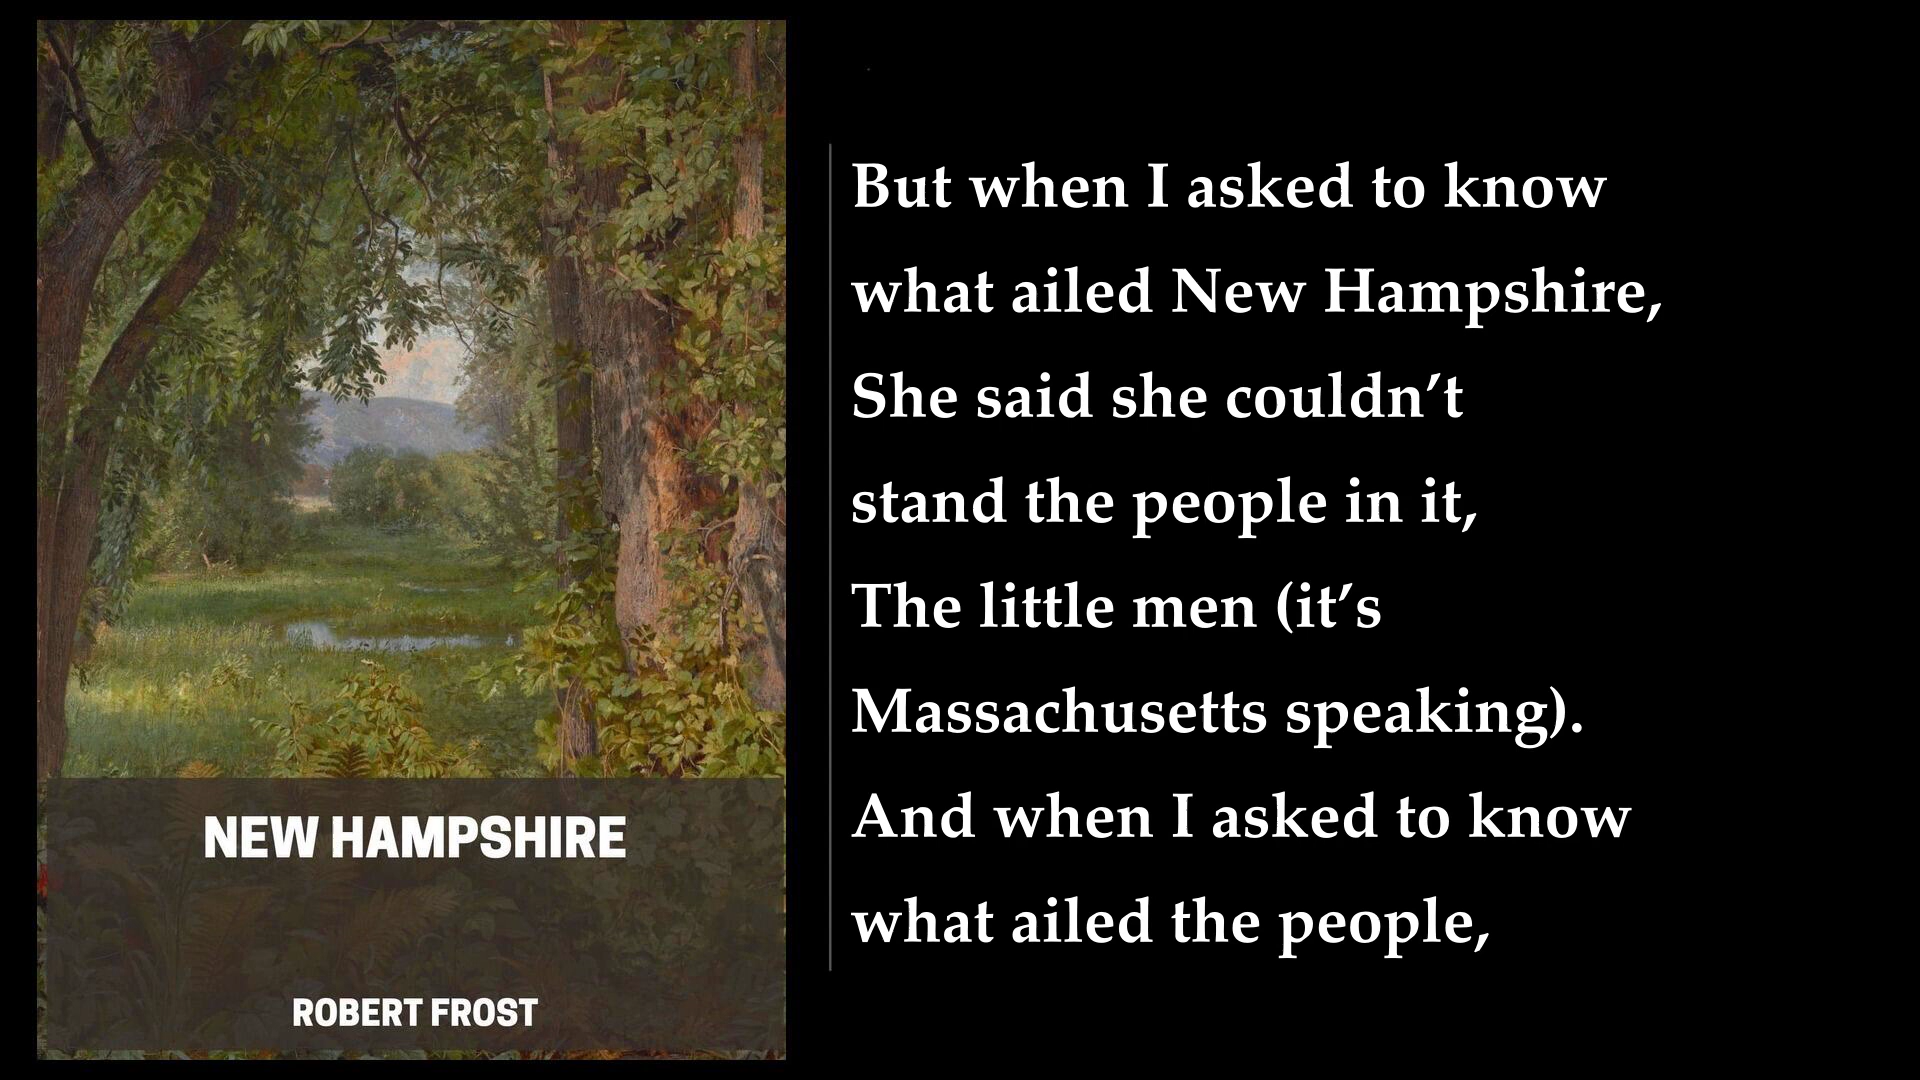 NEW HAMPSHIRE
ROBERT FROST
But when I asked to know
what ailed New Hampshire,
She said she couldn’t
stand the people in it,
The little men (it’s
Massachusetts speaking).
And when I asked to know
what ailed the people,